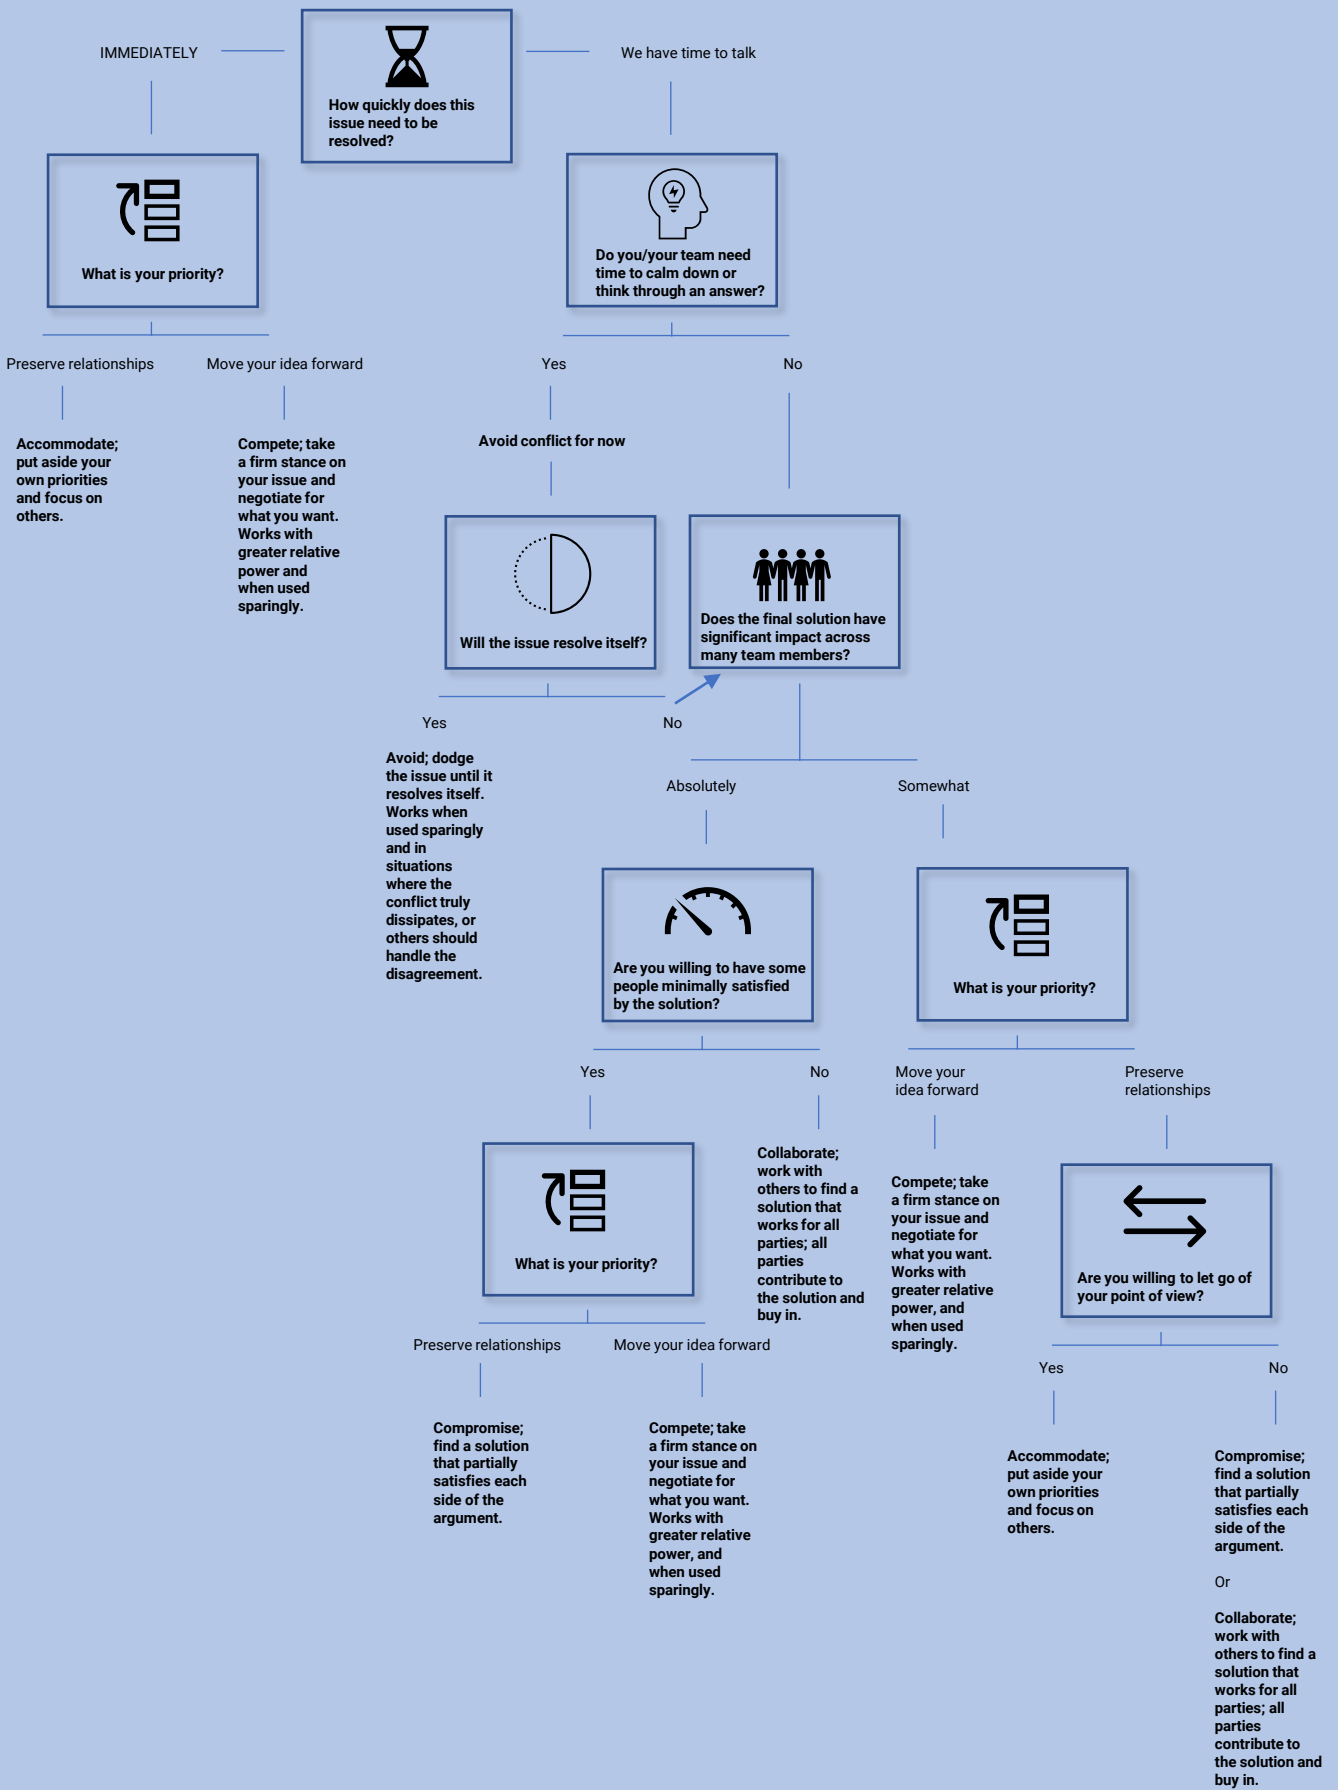 IMMEDIATELY
We have time to talk
How quickly does this
issue need to be
resolved?
What is your priority?
Do you/your team need
time to calm down or
think through an answer?
Preserve relationships
Move your idea forward
Yes
No
Accommodate;
put aside your
own priorities
and focus on
others.
Compete; take
a firm stance on
your issue and
negotiate for
what you want.
Works with
greater relative
power and
when used
sparingly.
Avoid conflict for now
Will the issue resolve itself?
Does the final solution have
significant impact across
many team members?
Yes
No
Avoid; dodge
the issue until it
resolves itself.
Works when
used sparingly
and in
situations
where the
conflict truly
dissipates, or
others should
handle the
disagreement.
Absolutely
Somewhat
Are you willing to have some
people minimally satisfied
by the solution?
What is your priority?
Yes
No
Move your
idea forward
Preserve
relationships
What is your priority?
Collaborate;
work with
others to find a
solution that
works for all
parties; all
parties
contribute to
the solution and
buy in.
Compete; take
a firm stance on
your issue and
negotiate for
what you want.
Works with
greater relative
power, and
when used
sparingly.
Are you willing to let go of
your point of view?
Preserve relationships
Move your idea forward
Yes
No
Compromise;
find a solution
that partially
satisfies each
side of the
argument.
Compete; take
a firm stance on
your issue and
negotiate for
what you want.
Works with
greater relative
power, and
when used
sparingly.
Accommodate;
put aside your
own priorities
and focus on
others.
Compromise;
find a solution
that partially
satisfies each
side of the
argument.
Or
Collaborate;
work with
others to find a
solution that
works for all
parties; all
parties
contribute to
the solution and
buy in.